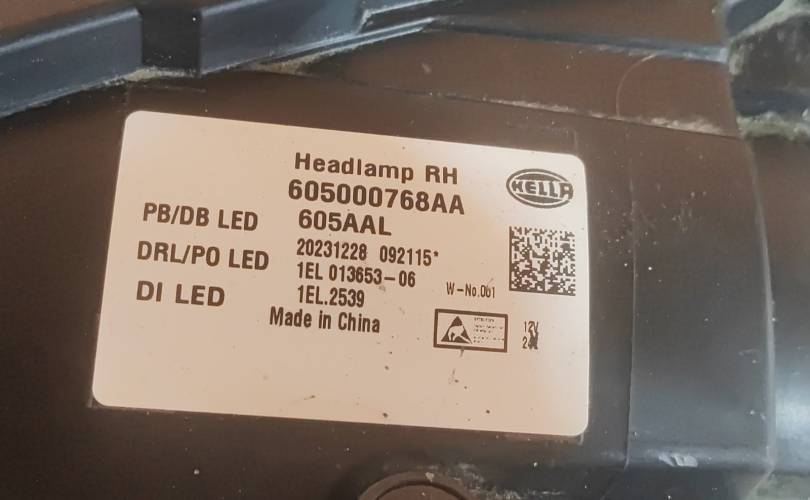 Headlamp RH
HELLA
605000768AA
PB/DB LED 605AAL
DRL/PO LED 20231228 092115*
1EL 013653-06
W-No.001
DI LED 1EL.2539
Made in China
12V